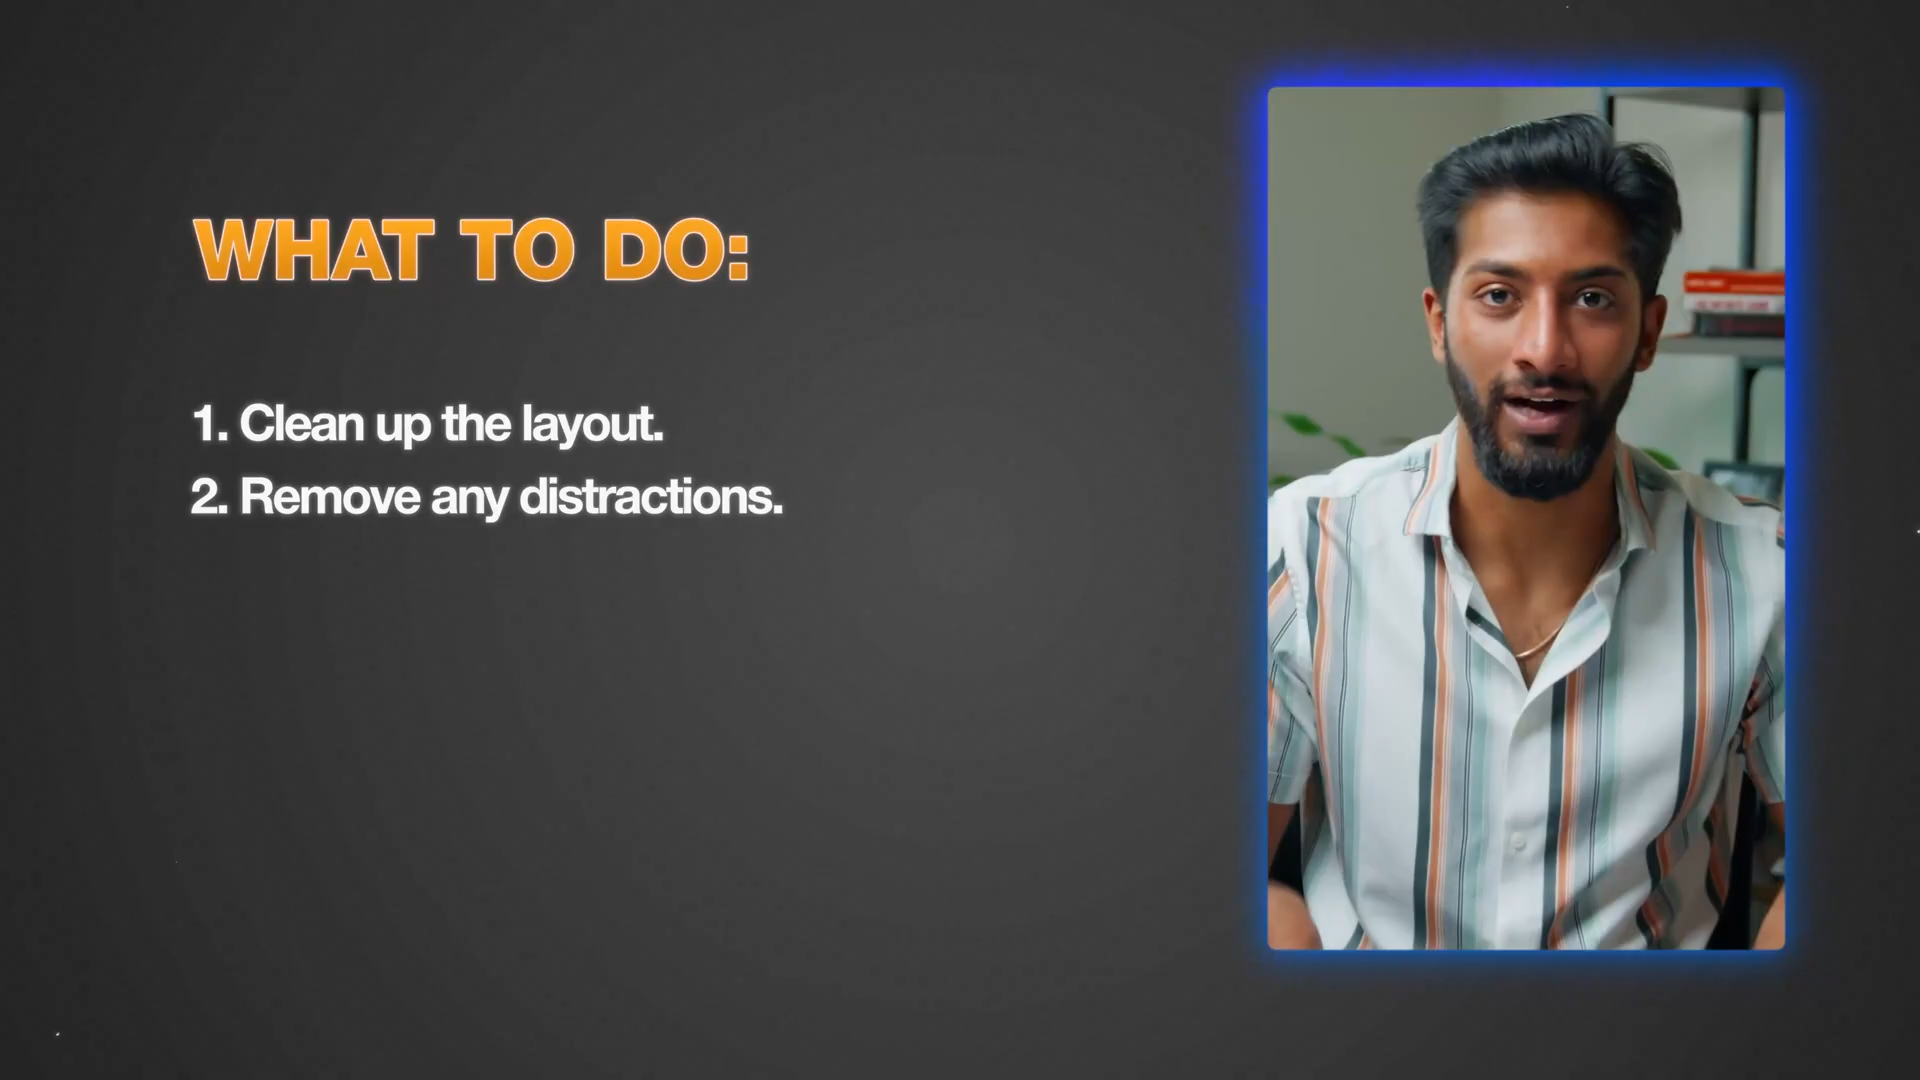 WHAT TO DO:
1. Clean up the layout.
2. Remove any distractions.